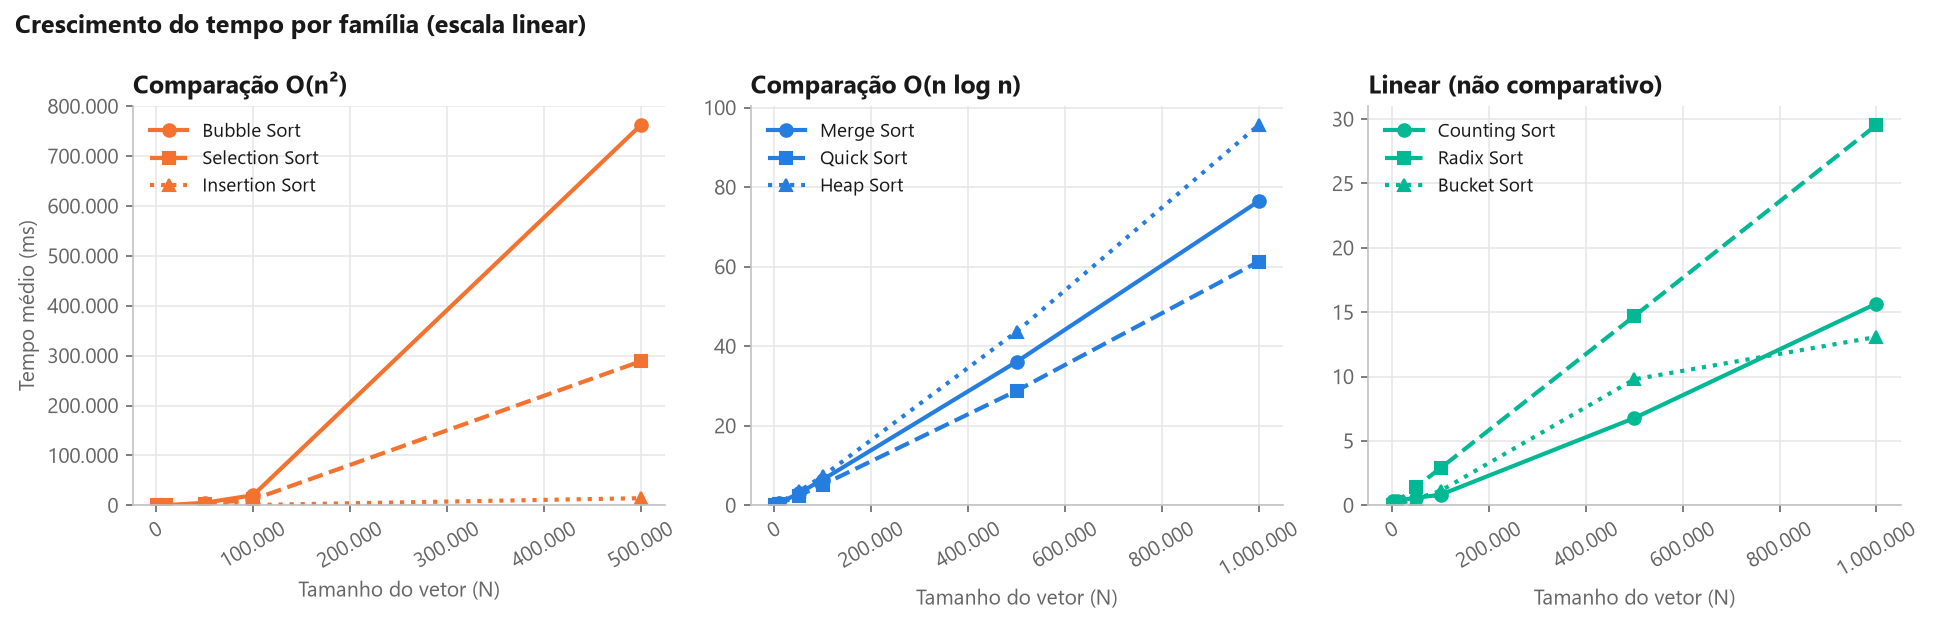 Crescimento do tempo por família (escala linear)
Comparação O(n²)
800.000
700.000
600.000
500.000
400.000
300.000
200.000
100.000
0
Tempo médio (ms)
Bubble Sort
Selection Sort
Insertion Sort
0
100.000
200.000
300.000
400.000
500.000
Tamanho do vetor (N)
Comparação O(n log n)
100
80
60
40
20
0
Merge Sort
Quick Sort
Heap Sort
0
200.000
400.000
600.000
800.000
1.000.000
Tamanho do vetor (N)
Linear (não comparativo)
30
25
20
15
10
5
0
Counting Sort
Radix Sort
Bucket Sort
0
200.000
400.000
600.000
800.000
1.000.000
Tamanho do vetor (N)